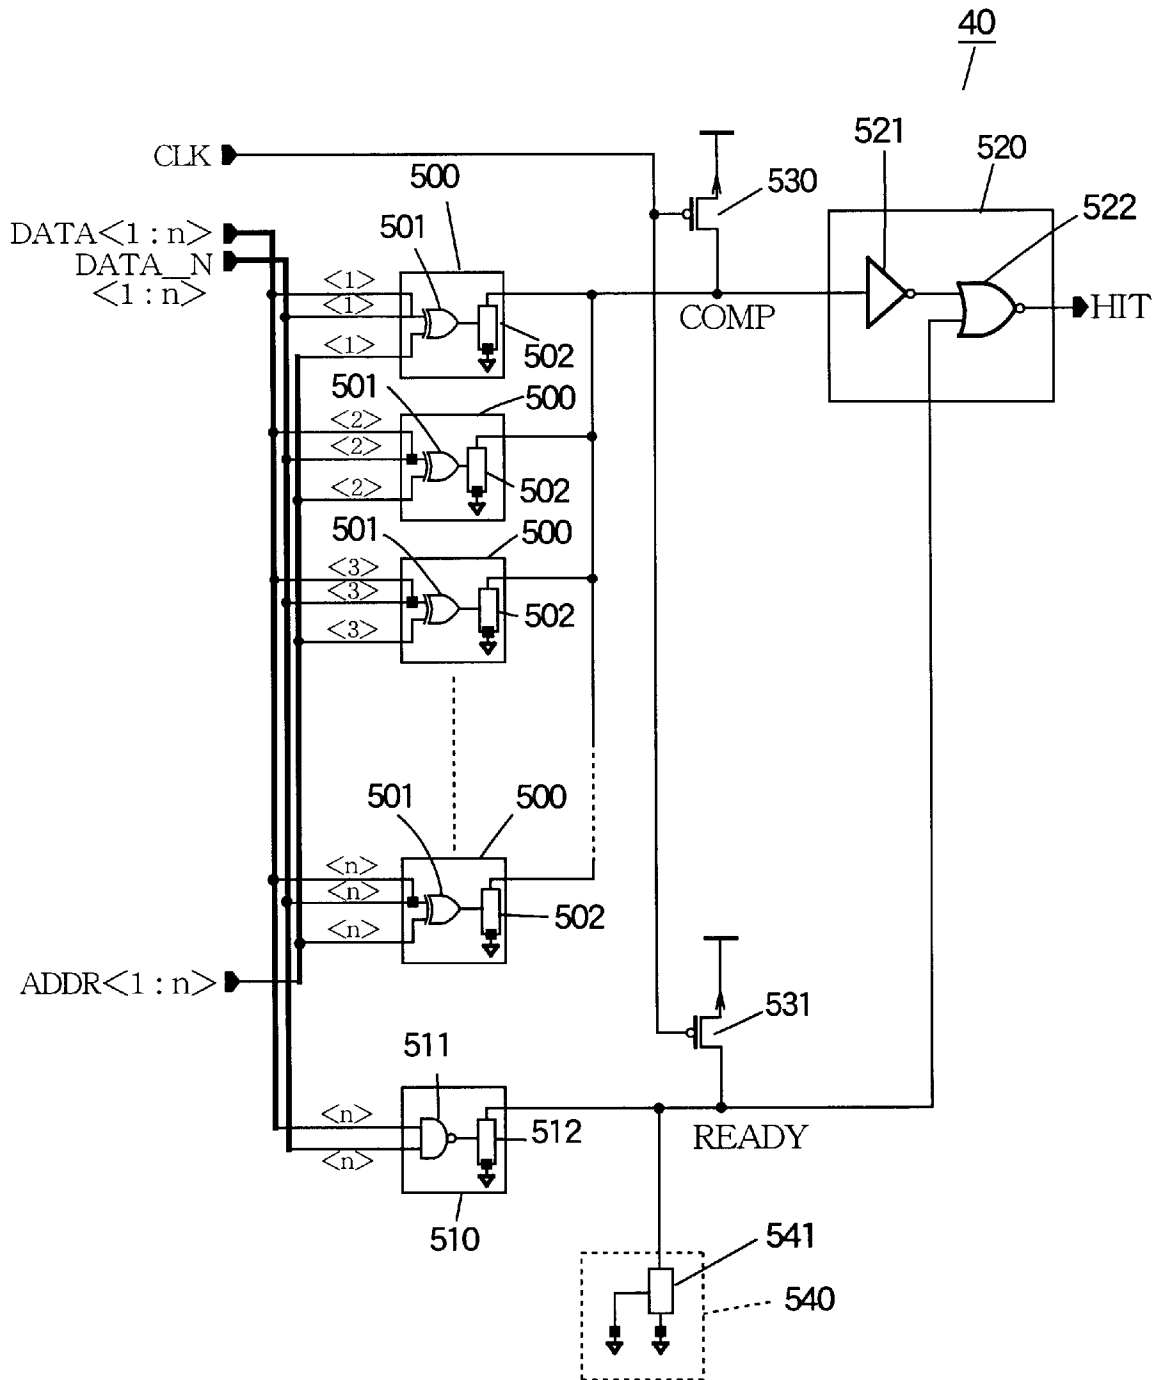 40
521
520
CLK
500
530
522
DATA<1 : n>
501
DATA_N
<1>
<1:n>
<1>
COMP
HIT
<1>
502
501
500
<2>
<2>
<2>
502
501
500
<3>
<3>
502
<3>
501
500
<n>
<n>
502
<n>
ADDR<1 : n>
531
511
<n>
512
READY
<n>
510
541
540